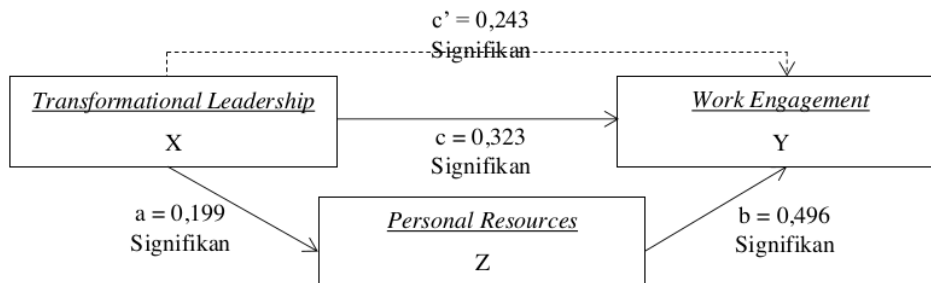 c’ = 0,243
Signifikan
Transformational Leadership
X
Work Engagement
Y
c = 0,323
Signifikan
a = 0,199
Signifikan
Personal Resources
Z
b = 0,496
Signifikan